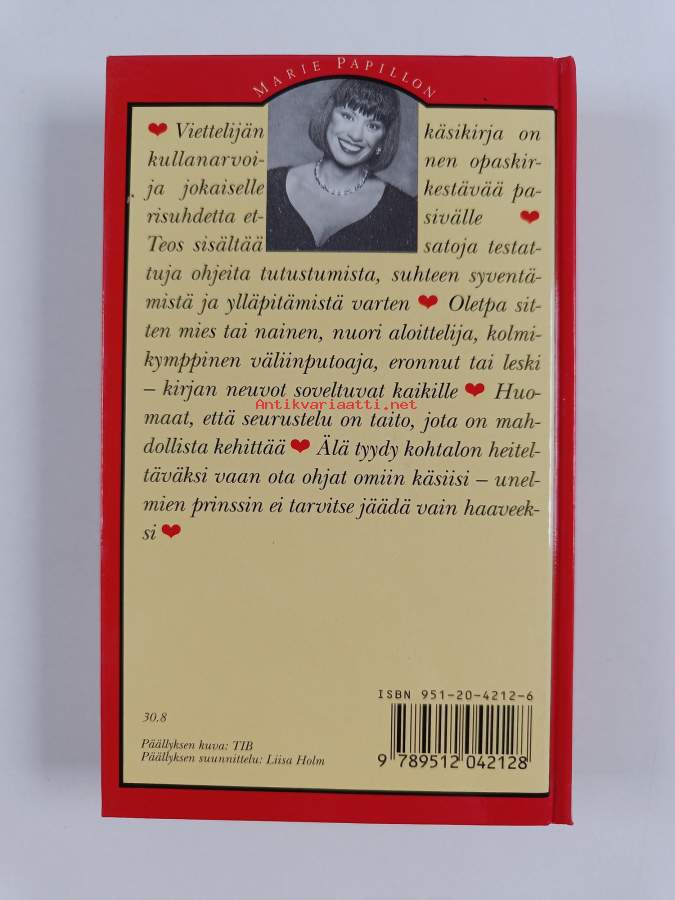 MARIE PAPILLON
❤ Viettelijän käsikirja on
kullanarvoi- nen opaskir-
ja jokaiselle kestävää pa-
risuhdetta et- sivälle ❤
Teos sisältää satoja testat-
tuja ohjeita tutustumista, suhteen syventä-
mistä ja ylläpitämistä varten ❤ Oletpa sit-
ten mies tai nainen, nuori aloittelija, kolmi-
kymppinen väliinputoaja, eronnut tai leski
– kirjan neuvot soveltuvat kaikille ❤ Huo-
Antikvariaatti.net
maat, että seurustelu on taito, jota on mah-
dollista kehittää ❤ Älä tyydy kohtalon heitel-
täväksi vaan ota ohjat omiin käsiisi – unel-
mien prinssin ei tarvitse jäädä vain haaveek-
si ❤
ISBN 951-20-4212-6
30.8
Päällyksen kuva: TIB
Päällyksen suunnittelu: Liisa Holm
9 789512 042128